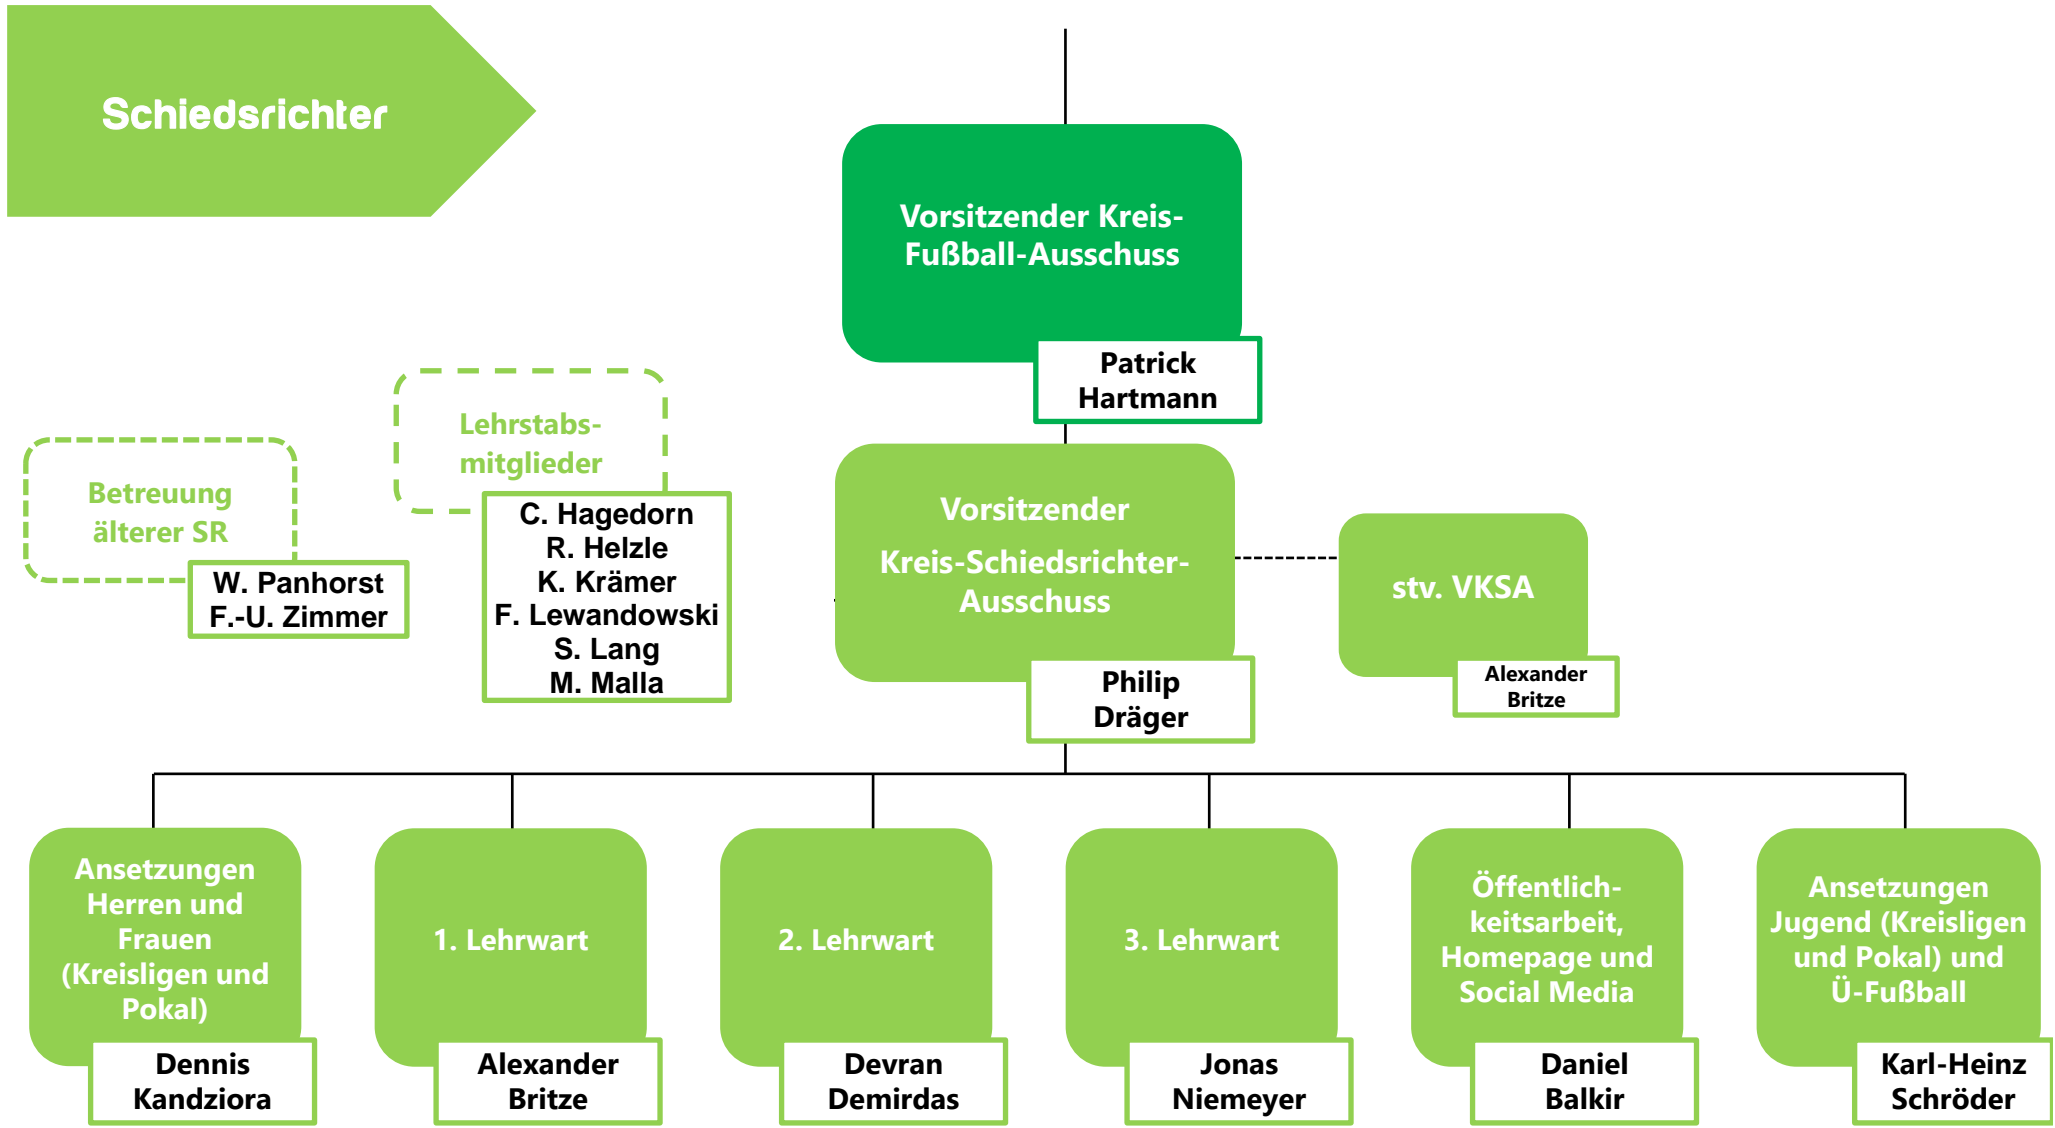 Schiedsrichter
Vorsitzender Kreis-
Fußball-Ausschuss
Patrick
Hartmann
Betreuung
älterer SR
W. Panhorst
F.-U. Zimmer
Lehrstabs-
mitglieder
C. Hagedorn
R. Helzle
K. Krämer
F. Lewandowski
S. Lang
M. Malla
Vorsitzender
Kreis-Schiedsrichter-
Ausschuss
Philip
Dräger
stv. VKSA
Alexander
Britze
Ansetzungen
Herren und
Frauen
(Kreisligen und
Pokal)
Dennis
Kandziora
1. Lehrwart
Alexander
Britze
2. Lehrwart
Devran
Demirdas
3. Lehrwart
Jonas
Niemeyer
Öffentlich-
keitsarbeit,
Homepage und
Social Media
Daniel
Balkir
Ansetzungen
Jugend (Kreisligen
und Pokal) und
Ü-Fußball
Karl-Heinz
Schröder